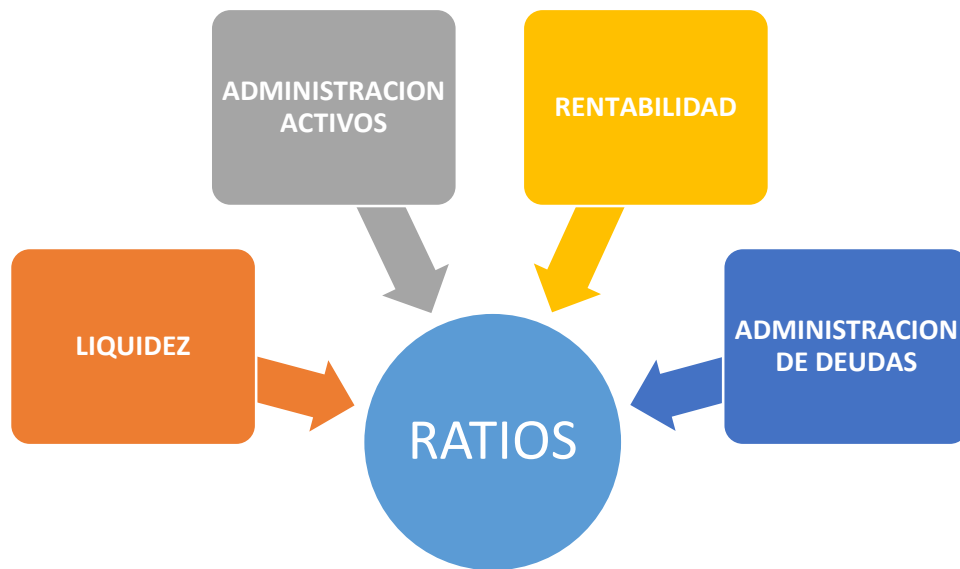 ADMINISTRACION
ACTIVOS
RENTABILIDAD
LIQUIDEZ
ADMINISTRACION
DE DEUDAS
RATIOS